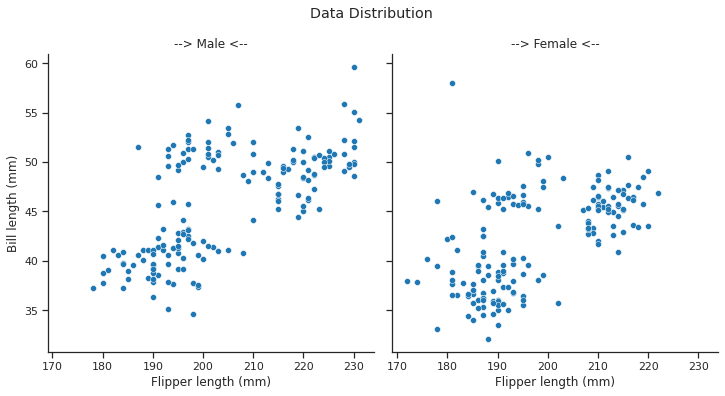 Data Distribution
--> Male <--
--> Female <--
60
55
50
45
40
35
Bill length (mm)
170 180 190 200 210 220 230
170 180 190 200 210 220 230
Flipper length (mm)
Flipper length (mm)